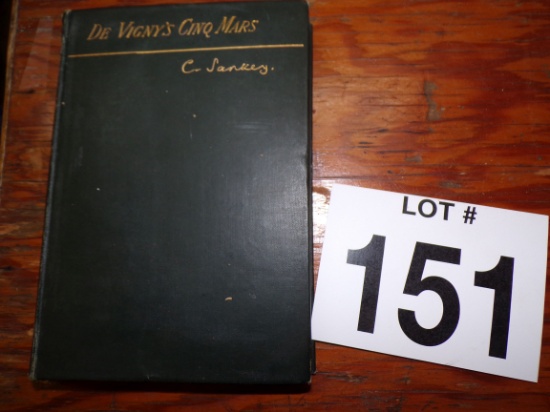 De Vigny's Cinq Mars
C. Sankey.
LOT #
151